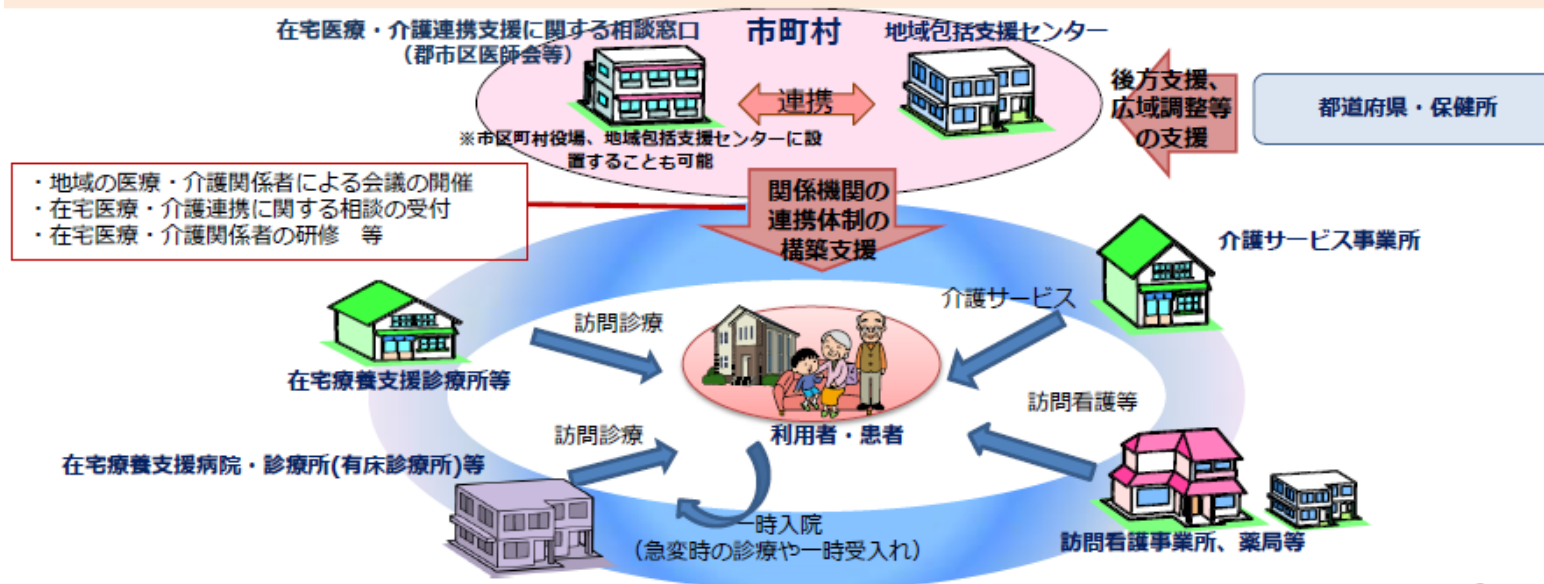 在宅医療・介護連携支援に関する相談窓口
（郡市区医師会等）
市町村
地域包括支援センター
連携
※市区町村役場、地域包括支援センターに設
置することも可能
後方支援、
広域調整等
の支援
都道府県・保健所
・地域の医療・介護関係者による会議の開催
・在宅医療・介護連携に関する相談の受付
・在宅医療・介護関係者の研修　等
関係機関の
連携体制の
構築支援
介護サービス事業所
介護サービス
訪問診療
在宅療養支援診療所等
利用者・患者
訪問看護等
訪問診療
在宅療養支援病院・診療所(有床診療所)等
一時入院
（急変時の診療や一時受入れ）
訪問看護事業所、薬局等